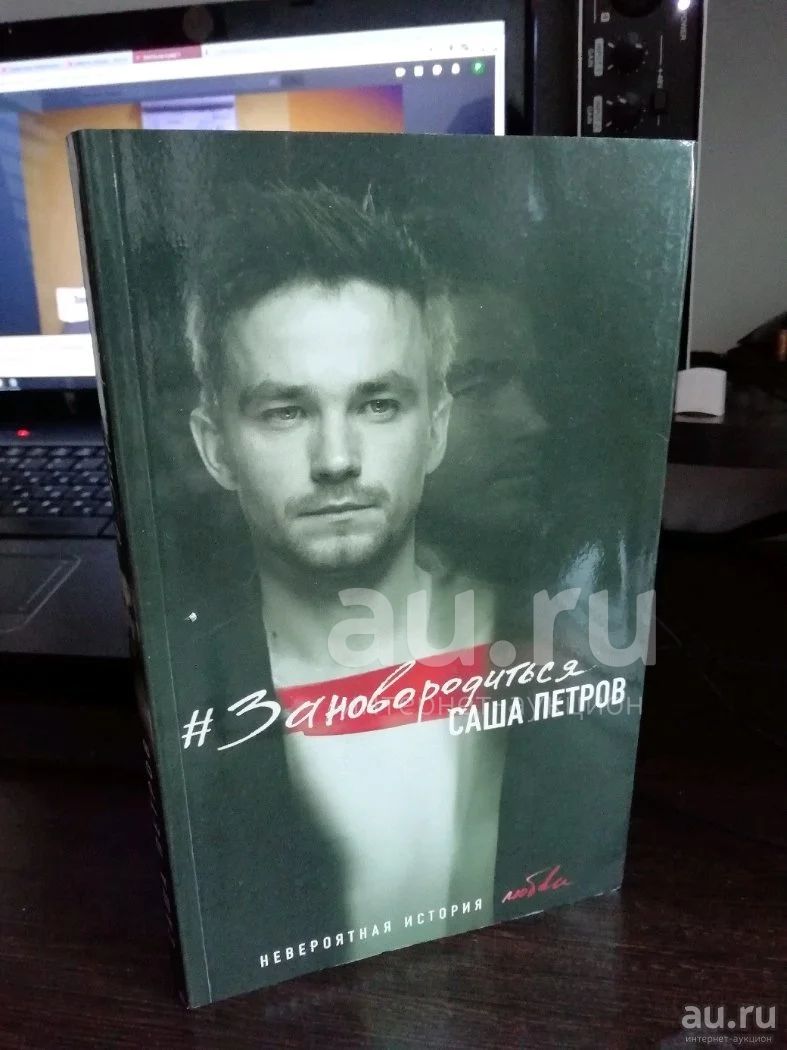 au.ru
#Зановородиться
САША ПЕТРОВ
НЕВЕРОЯТНАЯ ИСТОРИЯ любви
au.ru
интернет-аукцион